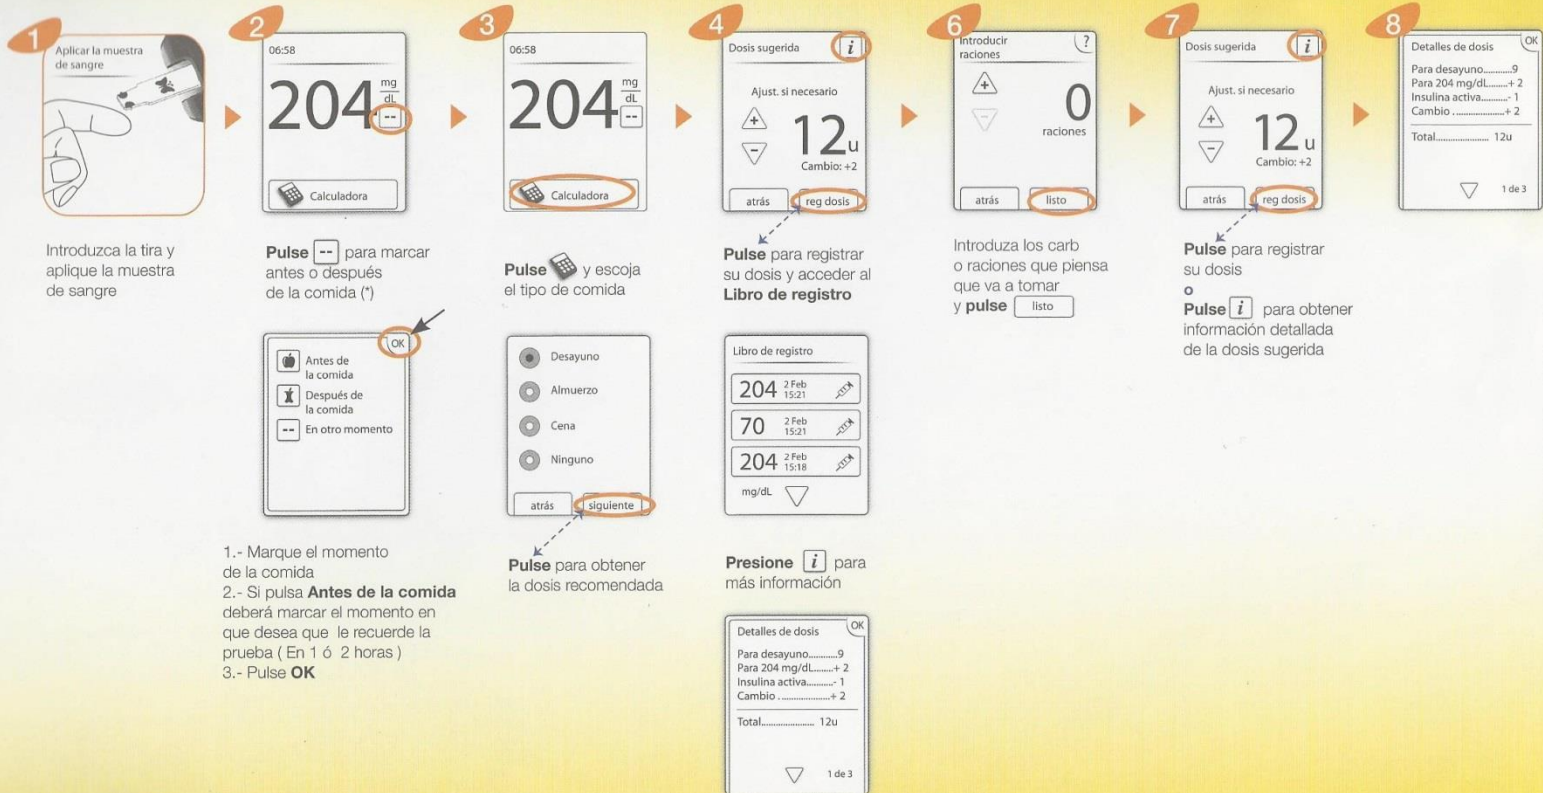 1
Aplicar la muestra
de sangre
Introduzca la tira y
aplique la muestra
de sangre
2
06:58
204 mg
dL
--
Calculadora
Pulse -- para marcar
antes o después
de la comida (*)
OK
Antes de
la comida
Después de
la comida
-- En otro momento
1.- Marque el momento
de la comida
2.- Si pulsa Antes de la comida
deberá marcar el momento en
que desea que le recuerde la
prueba ( En 1 ó 2 horas )
3.- Pulse OK
3
06:58
204 mg
dL
--
Calculadora
Pulse y escoja
el tipo de comida
Desayuno
Almuerzo
Cena
Ninguno
atrás siguiente
Pulse para obtener
la dosis recomendada
4
Dosis sugerida i
Ajust. si necesario
+
12u
-
Cambio: +2
atrás reg dosis
Pulse para registrar
su dosis y acceder al
Libro de registro
Libro de registro
204 2 Feb
15:21
70 2 Feb
15:21
204 2 Feb
15:18
mg/dL
Presione i para
más información
Detalles de dosis OK
Para desayuno............9
Para 204 mg/dL........+ 2
Insulina activa..........- 1
Cambio ....................+ 2
Total..................... 12u
1 de 3
6
Introducir
raciones ?
+
0
-
raciones
atrás listo
Introduza los carb
o raciones que piensa
que va a tomar
y pulse listo
7
Dosis sugerida i
Ajust. si necesario
+
12 u
-
Cambio: +2
atrás reg dosis
Pulse para registrar
su dosis
o
Pulse i para obtener
información detallada
de la dosis sugerida
8
Detalles de dosis OK
Para desayuno............9
Para 204 mg/dL........+ 2
Insulina activa..........- 1
Cambio ....................+ 2
Total..................... 12u
1 de 3